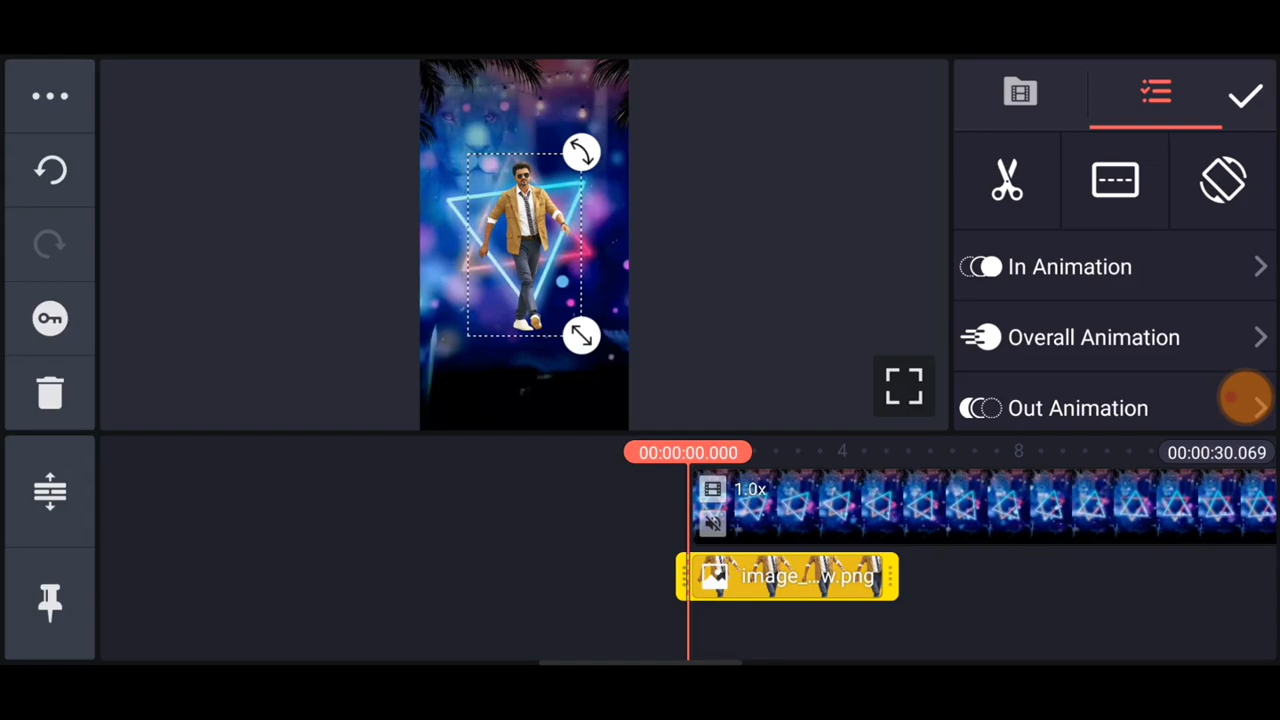 In Animation
Overall Animation
Out Animation
00:00:00.000
4
8
00:00:30.069
1.0x
image_...w.png